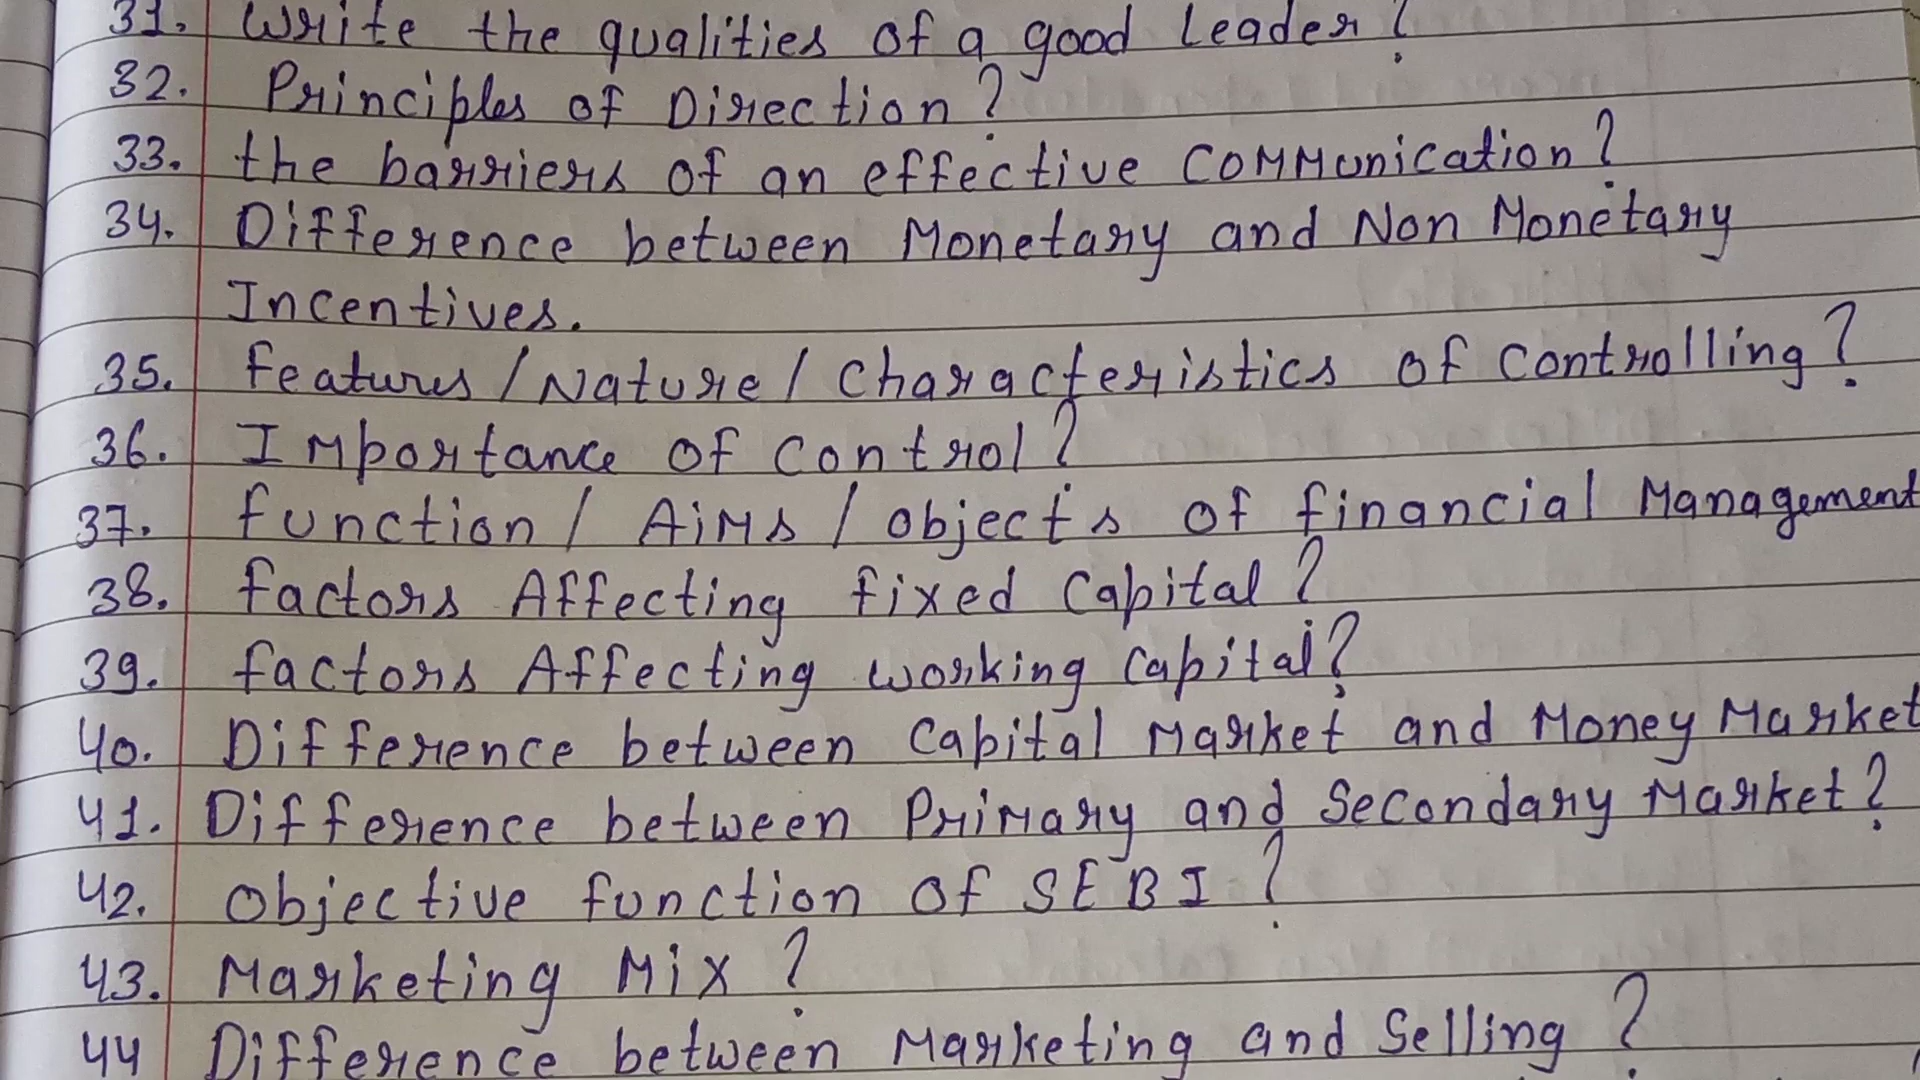 31. Write the qualities of a good leader?
32. Principles of Direction?
33. the barriers of an effective Communication?
34. Difference between Monetary and Non Monetary
Incentives.
35. features / Nature / Characteristics of Controlling?
36. Importance of Control?
37. function / Aims / objects of financial Management
38. factors Affecting fixed Capital?
39. factors Affecting working Capital?
40. Difference between Capital Market and Money Market
41. Difference between Primary and Secondary Market?
42. Objective function of SEBI?
43. Marketing Mix?
44 Difference between Marketing and Selling?